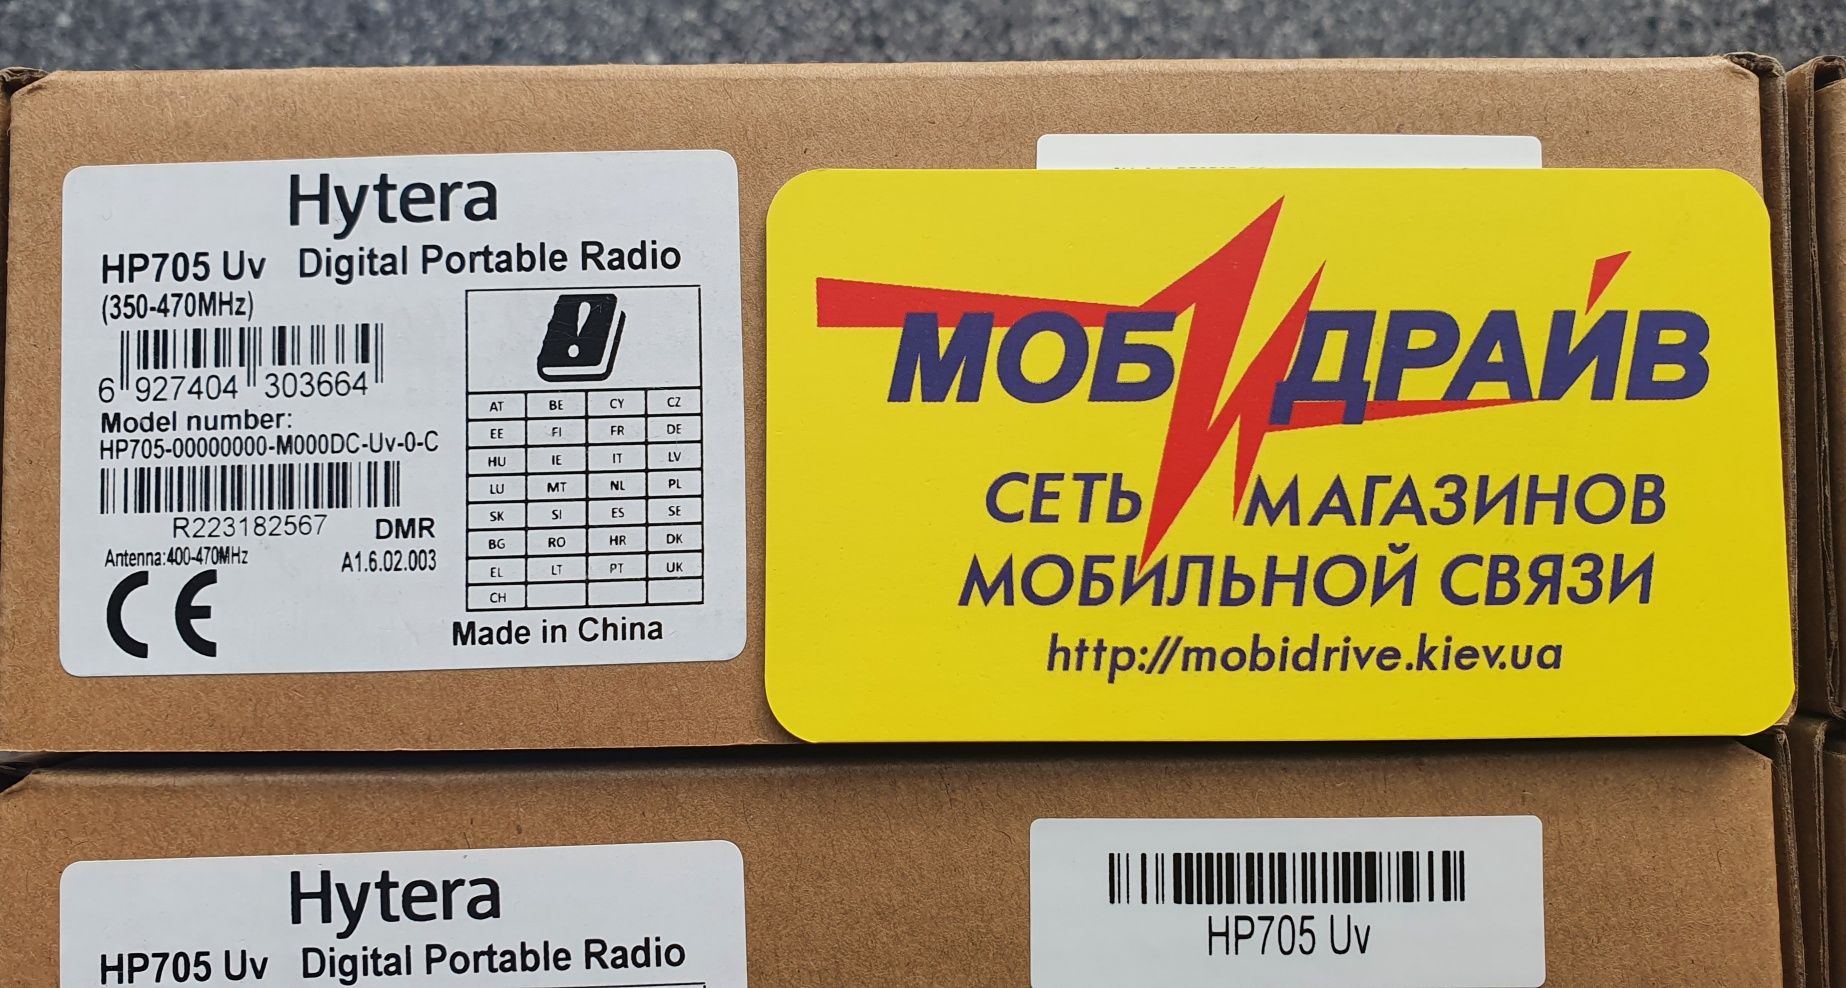 Hytera
HP705 Uv Digital Portable Radio
(350-470MHz)
6 927404 303664
Model number:
HP705-00000000-M000DC-Uv-0-C
R223182567 DMR
Antenna:400-470MHz A1.6.02.003
CE
AT BE CY CZ
EE FI FR DE
HU IE IT LV
LU MT NL PL
SK SI ES SE
BG RO HR DK
EL LT PT UK
CH
Made in China
МОБИДРАЙВ
СЕТЬ МАГАЗИНОВ
МОБИЛЬНОЙ СВЯЗИ
http://mobidrive.kiev.ua
Hytera
HP705 Uv Digital Portable Radio
HP705 Uv